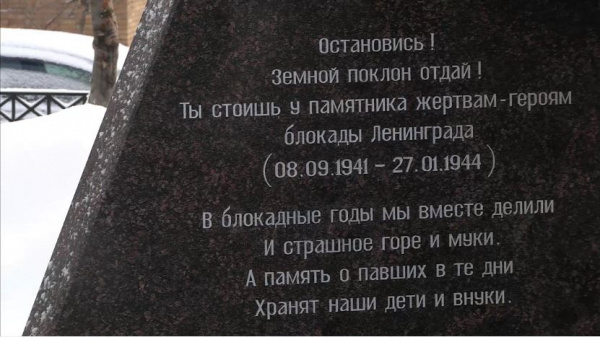 Остановись!
Земной поклон отдай!
Ты стоишь у памятника жертвам-героям
блокады Ленинграда
(08.09.1941 – 27.01.1944)
В блокадные годы мы вместе делили
И страшное горе и муки.
А память о павших в те дни
Хранят наши дети и внуки.